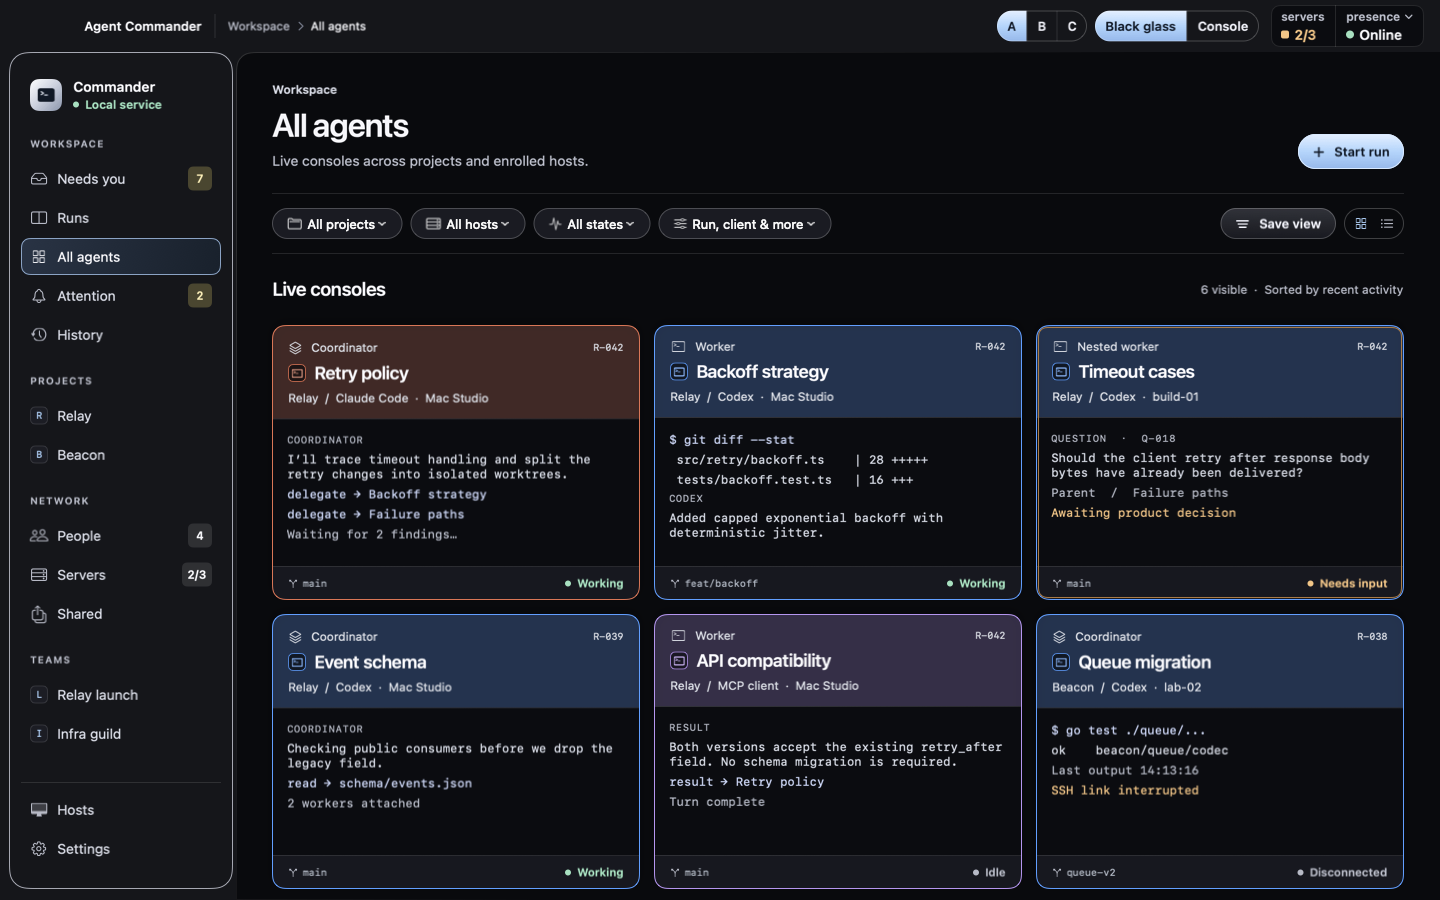 Agent Commander
Workspace > All agents
A B C
Black glass Console
servers
2/3
presence
Online
Commander
Local service
WORKSPACE
Needs you 7
Runs
All agents
Attention 2
History
PROJECTS
R Relay
B Beacon
NETWORK
People 4
Servers 2/3
Shared
TEAMS
L Relay launch
I Infra guild
Hosts
Settings
Workspace
All agents
Live consoles across projects and enrolled hosts.
+ Start run
All projects All hosts All states Run, client & more Save view
Live consoles
6 visible · Sorted by recent activity
Coordinator R-042
Retry policy
Relay / Claude Code · Mac Studio
COORDINATOR
I'll trace timeout handling and split the
retry changes into isolated worktrees.
delegate → Backoff strategy
delegate → Failure paths
Waiting for 2 findings…
main Working
Worker R-042
Backoff strategy
Relay / Codex · Mac Studio
$ git diff --stat
src/retry/backoff.ts | 28 +++++
tests/backoff.test.ts | 16 +++
CODEX
Added capped exponential backoff with
deterministic jitter.
feat/backoff Working
Nested worker R-042
Timeout cases
Relay / Codex · build-01
QUESTION · Q-018
Should the client retry after response body
bytes have already been delivered?
Parent / Failure paths
Awaiting product decision
main Needs input
Coordinator R-039
Event schema
Relay / Codex · Mac Studio
COORDINATOR
Checking public consumers before we drop the
legacy field.
read → schema/events.json
2 workers attached
main Working
Worker R-042
API compatibility
Relay / MCP client · Mac Studio
RESULT
Both versions accept the existing retry_after
field. No schema migration is required.
result → Retry policy
Turn complete
main Idle
Coordinator R-038
Queue migration
Beacon / Codex · lab-02
$ go test ./queue/...
ok beacon/queue/codec
Last output 14:13:16
SSH link interrupted
queue-v2 Disconnected